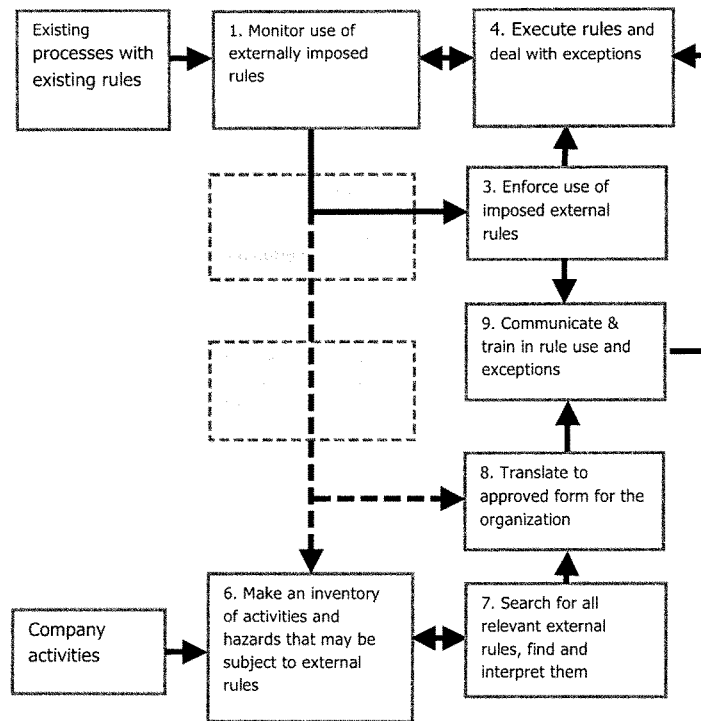 Existing
processes with
existing rules
1. Monitor use of
externally imposed
rules
4. Execute rules and
deal with exceptions
3. Enforce use of
imposed external
rules
9. Communicate &
train in rule use and
exceptions
8. Translate to
approved form for the
organization
Company
activities
6. Make an inventory
of activities and
hazards that may be
subject to external
rules
7. Search for all
relevant external
rules, find and
interpret them